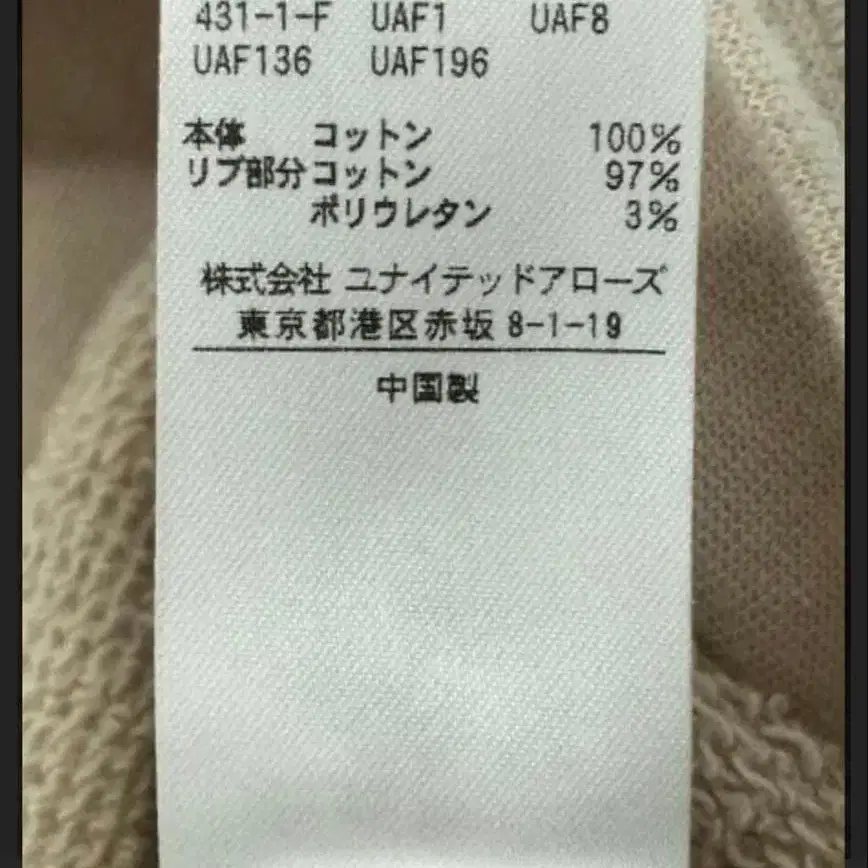 431-1-F UAF1 UAF8
UAF136 UAF196
本体 コットン 100%
リブ部分 コットン 97%
ポリウレタン 3%
株式会社 ユナイテッドアローズ
東京都港区赤坂 8-1-19
中国製